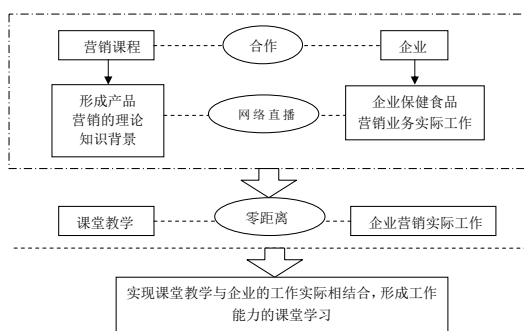 营销课程
合作
企业
形成产品
营销的理论
知识背景
网络直播
企业保健食品
营销业务实际工作
课堂教学
零距离
企业营销实际工作
实现课堂教学与企业的工作实际相结合，形成工作
能力的课堂学习